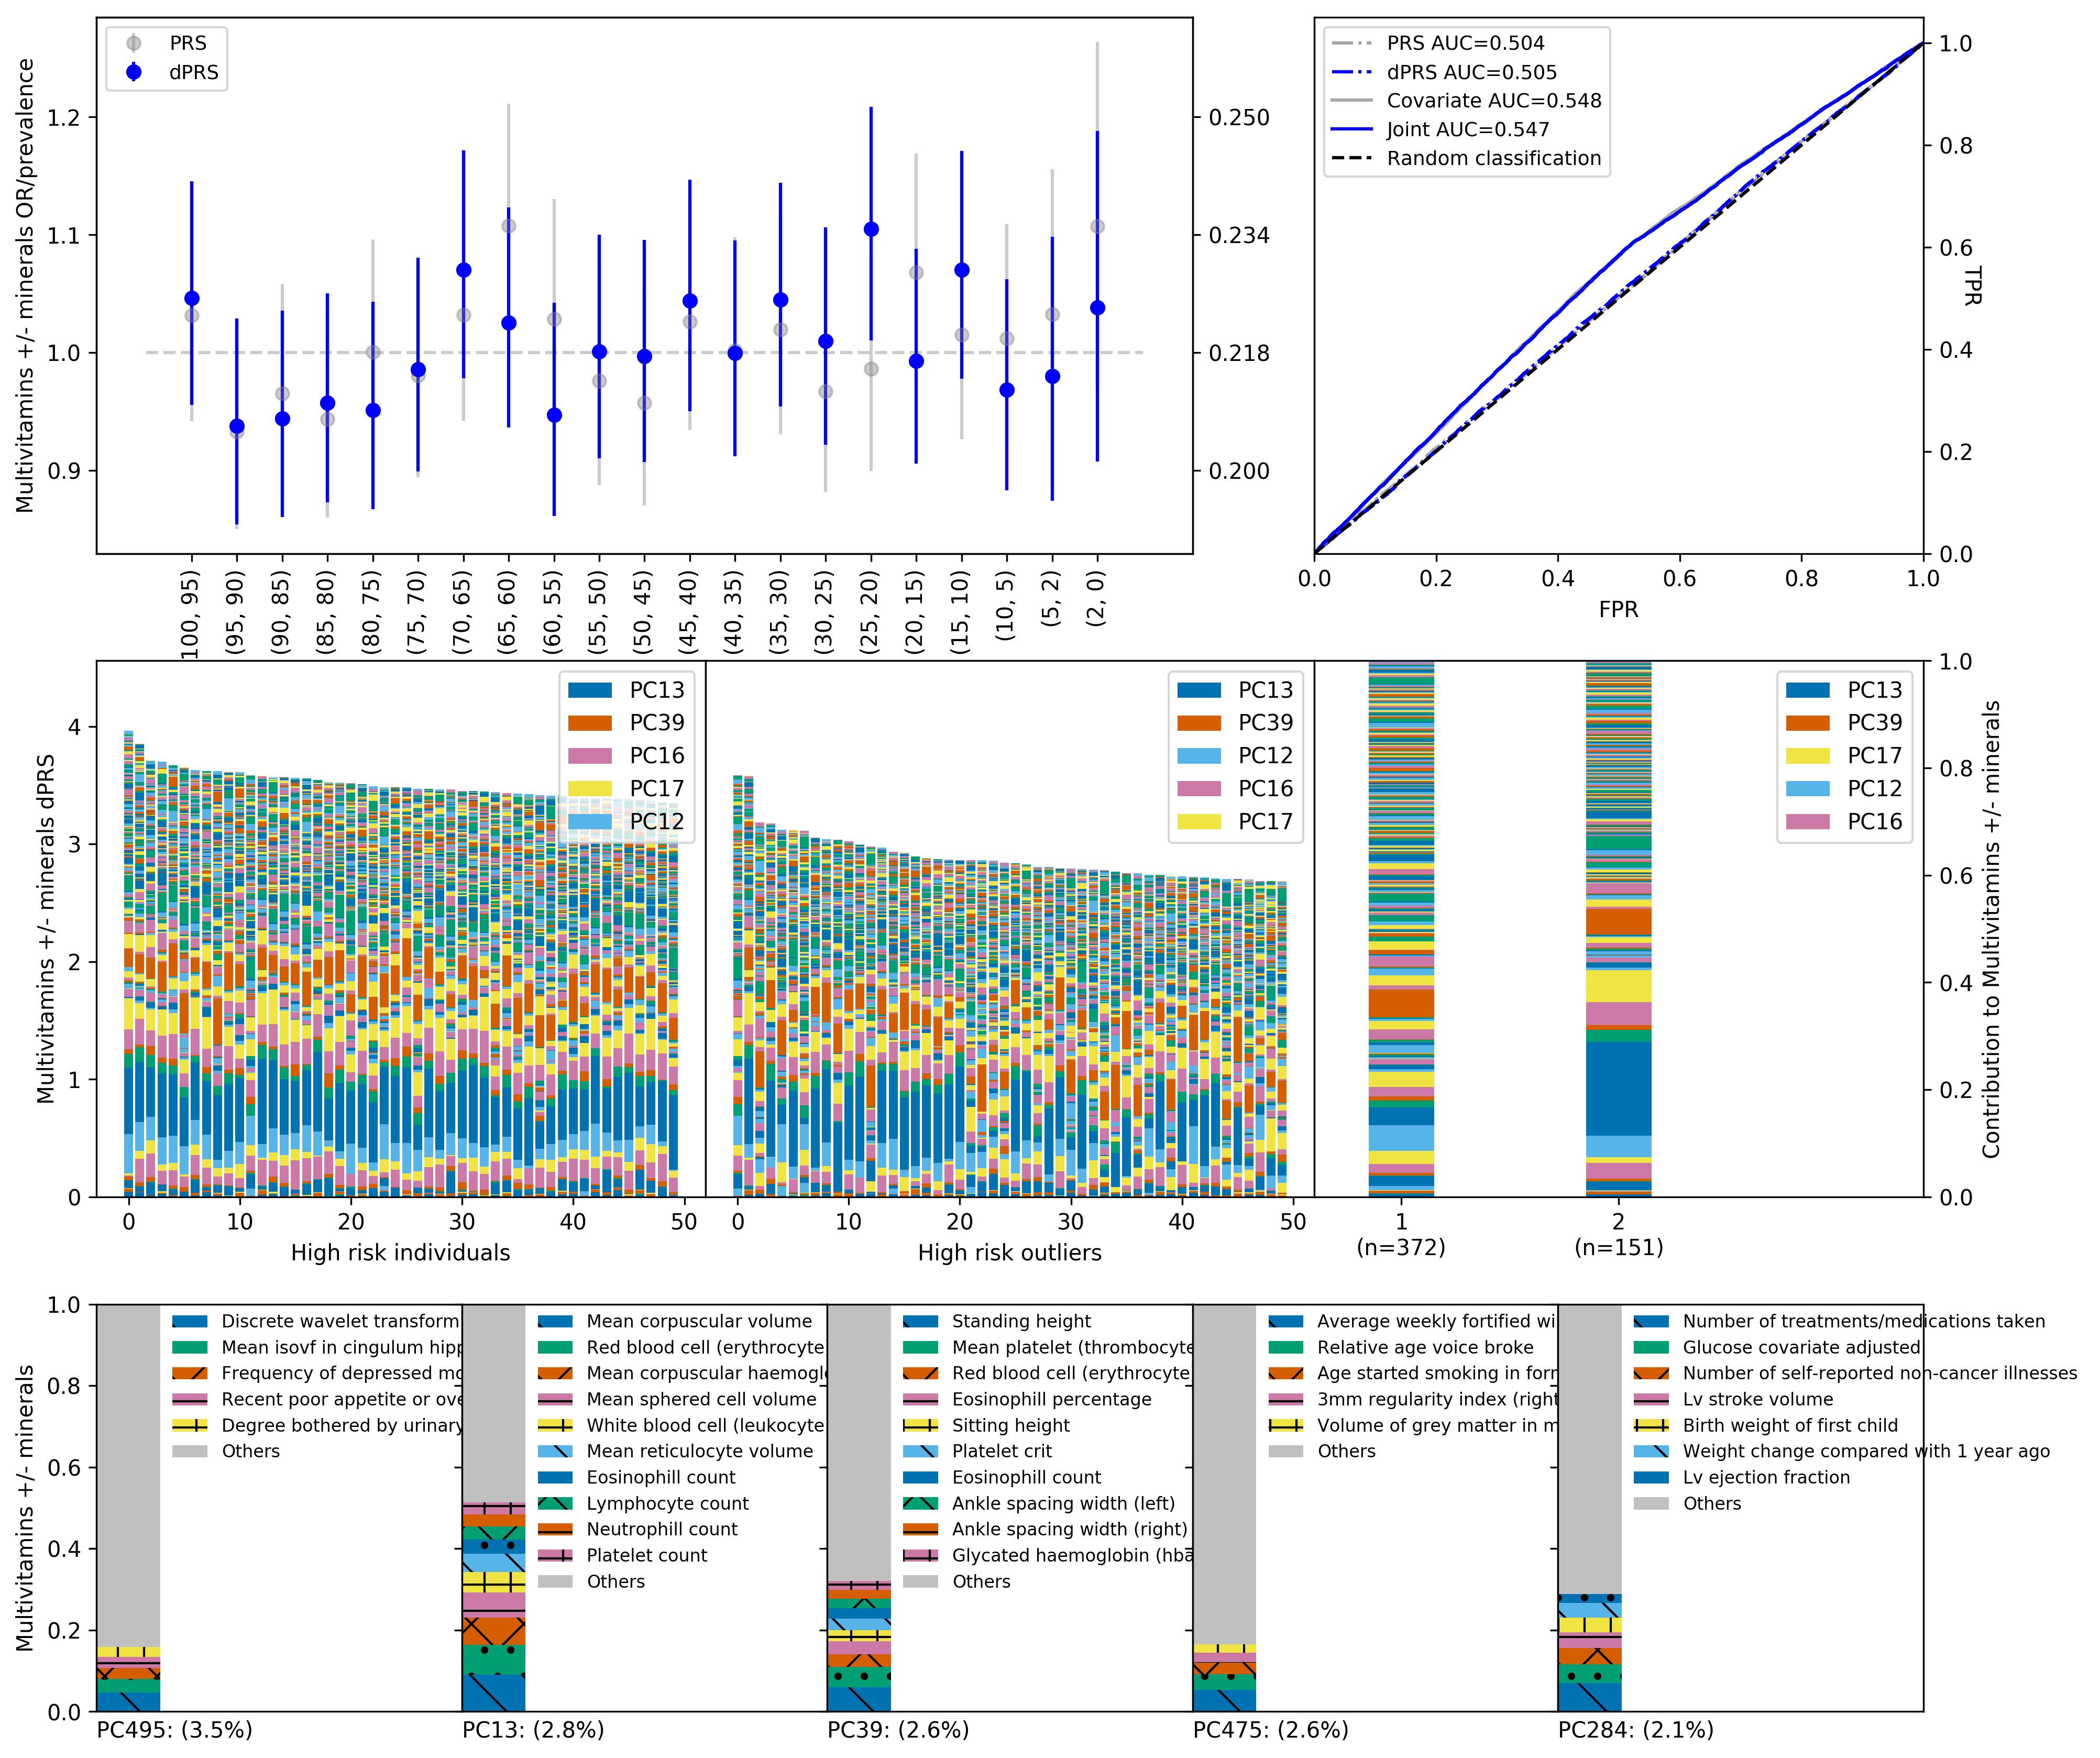 Multivitamins +/- minerals OR/prevalence
PRS
dPRS
1.2
1.1
1.0
0.9
0.250
0.234
0.218
0.200
100, 95)
(95, 90)
(90, 85)
(85, 80)
(80, 75)
(75, 70)
(70, 65)
(65, 60)
(60, 55)
(55, 50)
(50, 45)
(45, 40)
(40, 35)
(35, 30)
(30, 25)
(25, 20)
(20, 15)
(15, 10)
(10, 5)
(5, 2)
(2, 0)
PRS AUC=0.504
dPRS AUC=0.505
Covariate AUC=0.548
Joint AUC=0.547
Random classification
1.0
0.8
0.6
0.4
0.2
0.0
TPR
0.0 0.2 0.4 0.6 0.8 1.0
FPR
Multivitamins +/- minerals dPRS
4
3
2
1
0
PC13
PC39
PC16
PC17
PC12
0 10 20 30 40 50
High risk individuals
PC13
PC39
PC12
PC16
PC17
0 10 20 30 40 50
High risk outliers
PC13
PC39
PC17
PC12
PC16
1 2
(n=372) (n=151)
1.0
0.8
0.6
0.4
0.2
0.0
Contribution to Multivitamins +/- minerals
Multivitamins +/- minerals
1.0
0.8
0.6
0.4
0.2
0.0
Discrete wavelet transform
Mean isovf in cingulum hipp
Frequency of depressed mo
Recent poor appetite or ove
Degree bothered by urinary
Others
PC495: (3.5%)
Mean corpuscular volume
Red blood cell (erythrocyte
Mean corpuscular haemoglo
Mean sphered cell volume
White blood cell (leukocyte
Mean reticulocyte volume
Eosinophill count
Lymphocyte count
Neutrophill count
Platelet count
Others
PC13: (2.8%)
Standing height
Mean platelet (thrombocyte
Red blood cell (erythrocyte
Eosinophill percentage
Sitting height
Platelet crit
Eosinophill count
Ankle spacing width (left)
Ankle spacing width (right)
Glycated haemoglobin (hba
Others
PC39: (2.6%)
Average weekly fortified wi
Relative age voice broke
Age started smoking in for
3mm regularity index (right
Volume of grey matter in m
Others
PC475: (2.6%)
Number of treatments/medications taken
Glucose covariate adjusted
Number of self-reported non-cancer illnesses
Lv stroke volume
Birth weight of first child
Weight change compared with 1 year ago
Lv ejection fraction
Others
PC284: (2.1%)